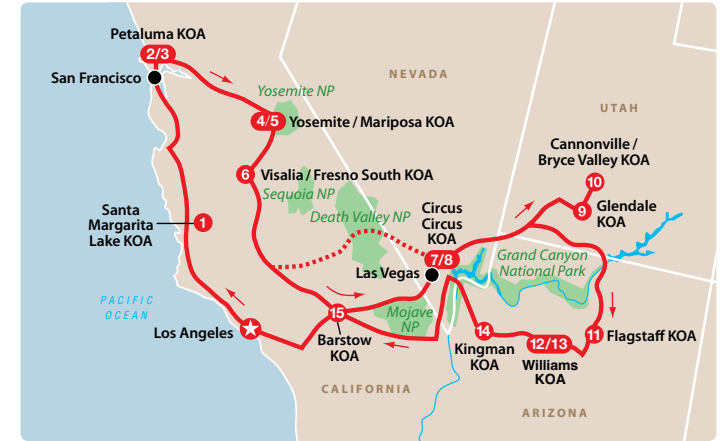 Petaluma KOA
2/3
San Francisco
NEVADA
Yosemite NP
UTAH
4/5
Yosemite / Mariposa KOA
Cannonville /
Bryce Valley KOA
6
Visalia / Fresno South KOA
10
Sequoia NP
9
Glendale
KOA
Santa
Margarita
Lake KOA
1
Death Valley NP
Circus
Circus
KOA
7/8
Las Vegas
Grand Canyon
National Park
PACIFIC
OCEAN
Los Angeles
15
Barstow
KOA
Mojave
NP
14
Kingman
KOA
12/13
Williams
KOA
11
Flagstaff KOA
CALIFORNIA
ARIZONA